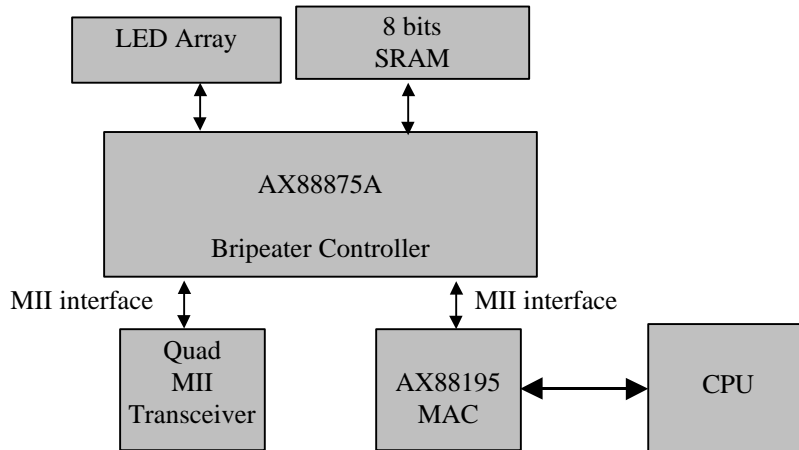 LED Array
8 bits
SRAM
AX88875A
Bripeater Controller
MII interface
MII interface
Quad
MII
Transceiver
AX88195
MAC
CPU